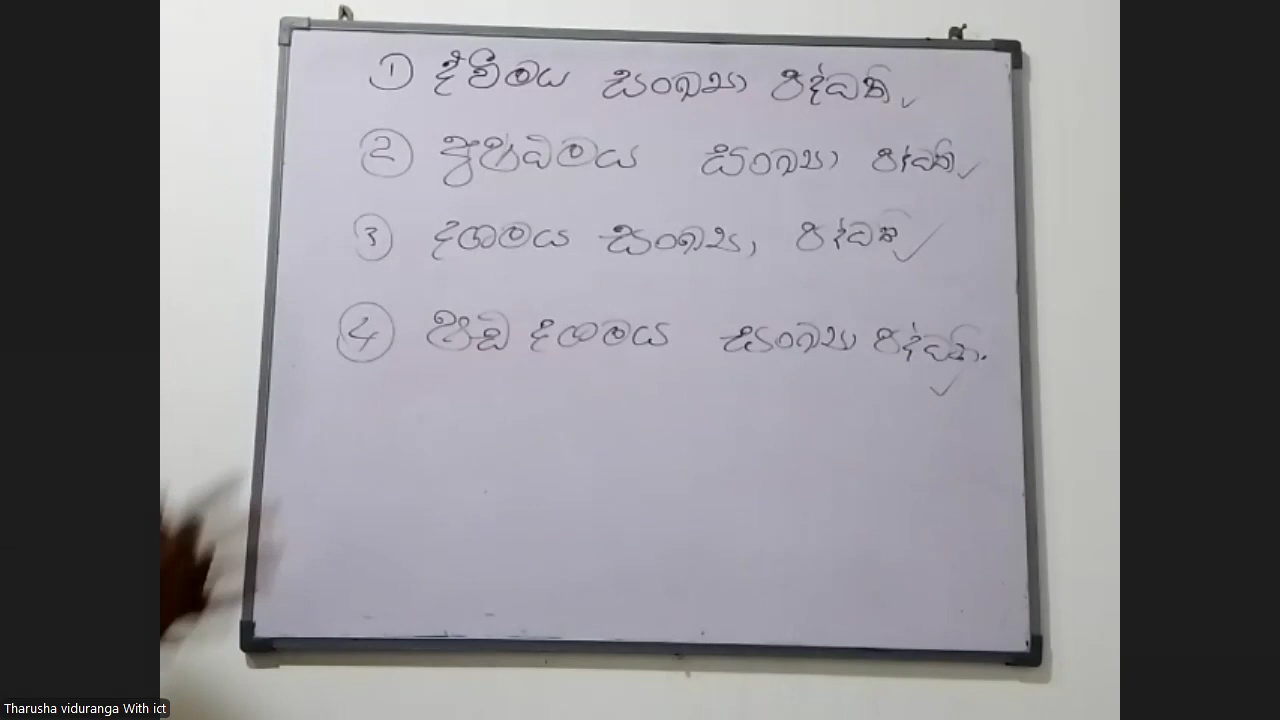 ① ද්වීමය සංඛ්‍යා පද්ධති
② අෂ්ඨමය සංඛ්‍යා පද්ධති
③ දශමය සංඛ්‍යා පද්ධති
④ ෂඩ් දශමය සංඛ්‍යා පද්ධති.
Tharusha viduranga With ict